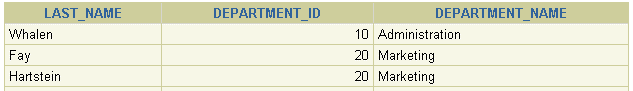 LAST_NAME DEPARTMENT_ID DEPARTMENT_NAME
Whalen 10 Administration
Fay 20 Marketing
Hartstein 20 Marketing